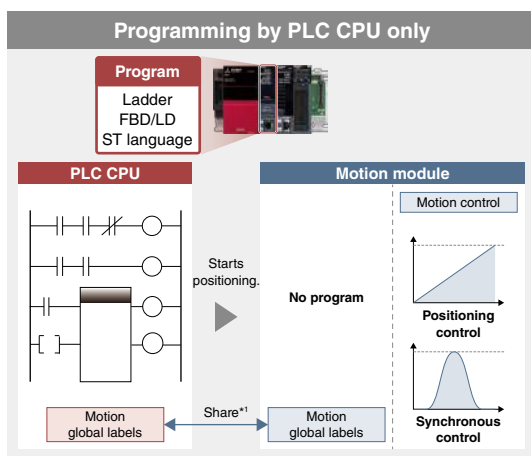 Programming by PLC CPU only
Program
Ladder
FBD/LD
ST language
PLC CPU
Motion module
Motion control
Starts
positioning.
No program
Positioning
control
Synchronous
control
Motion
global labels
Share*1
Motion
global labels